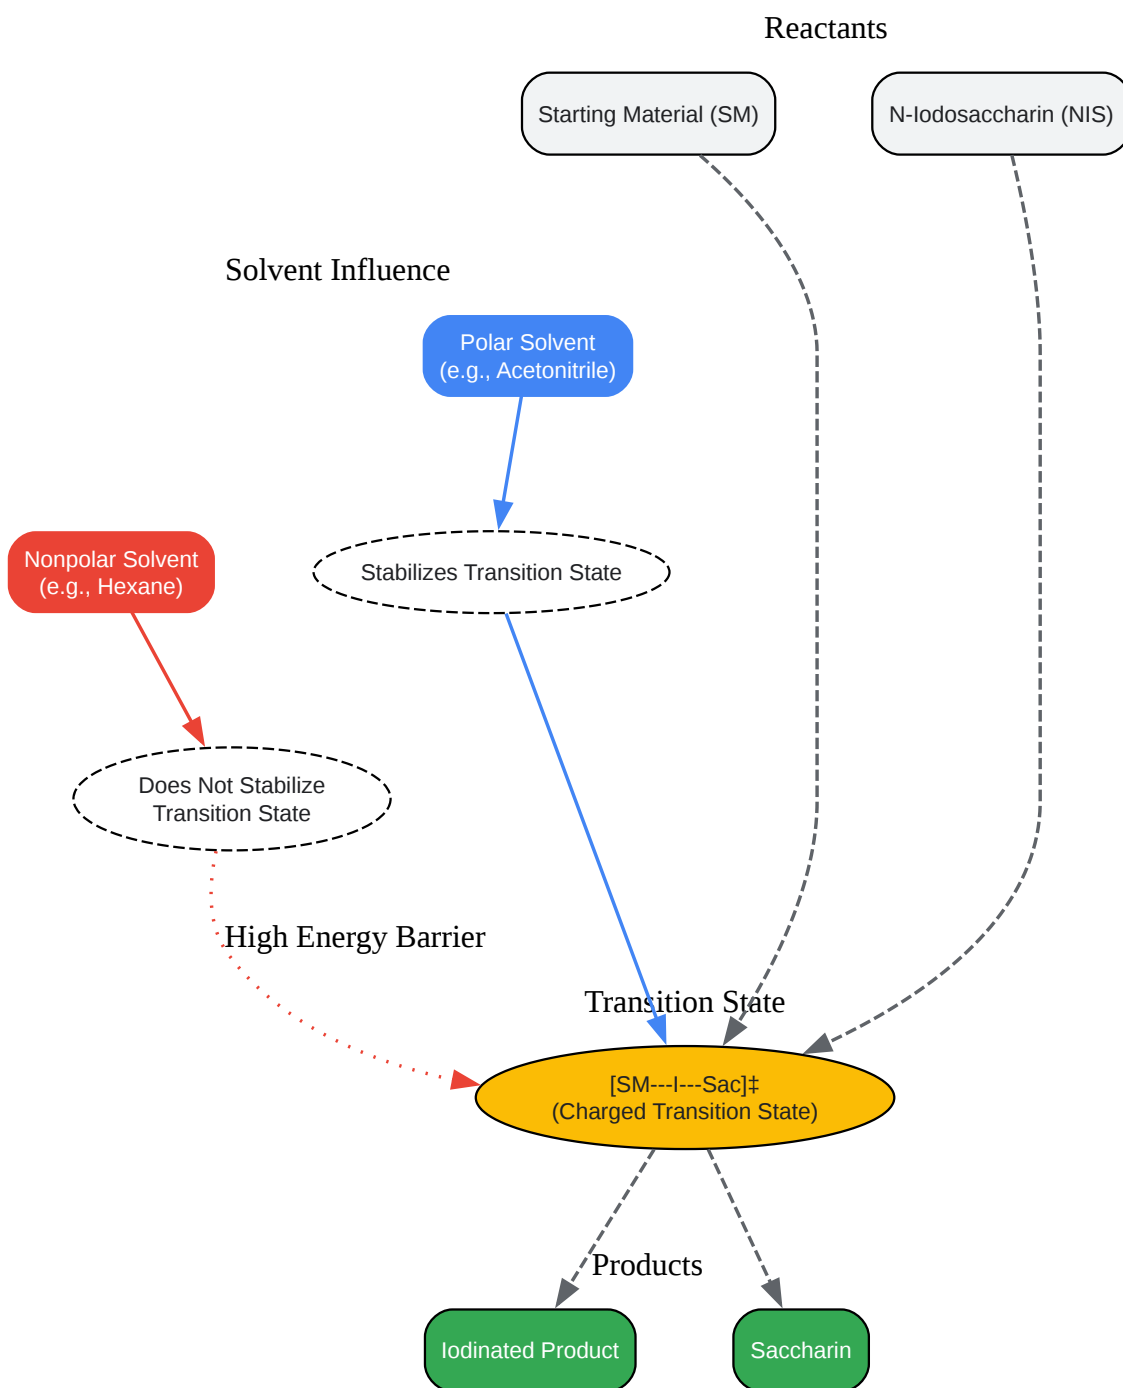 Reactants
Starting Material (SM)
N-Iodosaccharin (NIS)
Solvent Influence
Polar Solvent
(e.g., Acetonitrile)
Stabilizes Transition State
Nonpolar Solvent
(e.g., Hexane)
Does Not Stabilize
Transition State
High Energy Barrier
Transition State
[SM---I---Sac]‡
(Charged Transition State)
Products
Iodinated Product
Saccharin